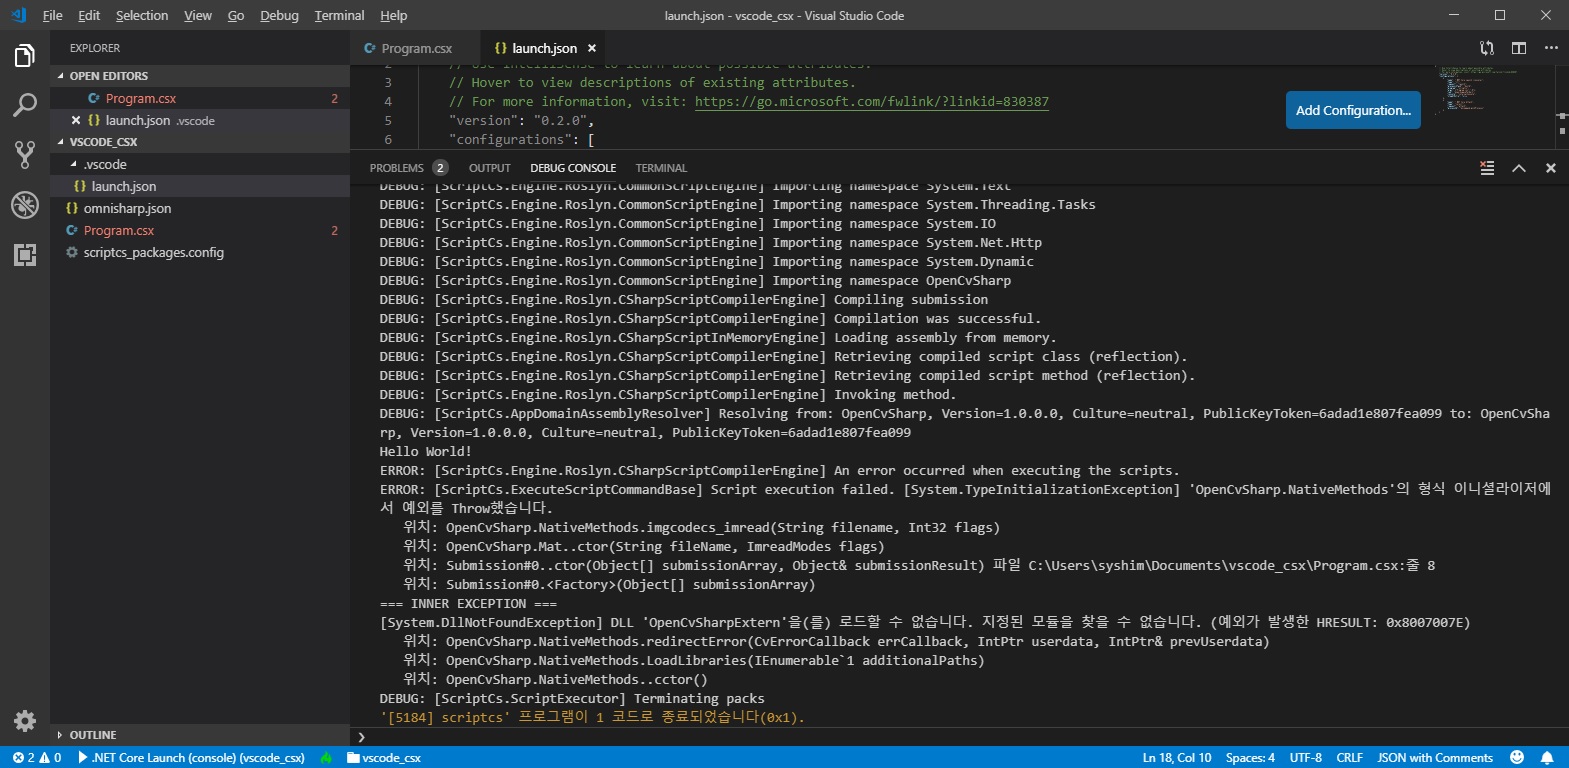 File Edit Selection View Go Debug Terminal Help
launch.json - vscode_csx - Visual Studio Code
EXPLORER
OPEN EDITORS
Program.csx 2
launch.json .vscode
VSCODE_CSX
.vscode
launch.json
omnisharp.json
Program.csx 2
scriptcs_packages.config
OUTLINE
Program.csx
launch.json
2 // Use IntelliSense to learn about possible attributes.
3 // Hover to view descriptions of existing attributes.
4 // For more information, visit: https://go.microsoft.com/fwlink/?linkid=830387
5 "version": "0.2.0",
6 "configurations": [
Add Configuration...
PROBLEMS 2 OUTPUT DEBUG CONSOLE TERMINAL
DEBUG: [ScriptCs.Engine.Roslyn.CommonScriptEngine] Importing namespace System.Text
DEBUG: [ScriptCs.Engine.Roslyn.CommonScriptEngine] Importing namespace System.Threading.Tasks
DEBUG: [ScriptCs.Engine.Roslyn.CommonScriptEngine] Importing namespace System.IO
DEBUG: [ScriptCs.Engine.Roslyn.CommonScriptEngine] Importing namespace System.Net.Http
DEBUG: [ScriptCs.Engine.Roslyn.CommonScriptEngine] Importing namespace System.Dynamic
DEBUG: [ScriptCs.Engine.Roslyn.CommonScriptEngine] Importing namespace OpenCvSharp
DEBUG: [ScriptCs.Engine.Roslyn.CSharpScriptCompilerEngine] Compiling submission
DEBUG: [ScriptCs.Engine.Roslyn.CSharpScriptCompilerEngine] Compilation was successful.
DEBUG: [ScriptCs.Engine.Roslyn.CSharpScriptInMemoryEngine] Loading assembly from memory.
DEBUG: [ScriptCs.Engine.Roslyn.CSharpScriptCompilerEngine] Retrieving compiled script class (reflection).
DEBUG: [ScriptCs.Engine.Roslyn.CSharpScriptCompilerEngine] Retrieving compiled script method (reflection).
DEBUG: [ScriptCs.Engine.Roslyn.CSharpScriptCompilerEngine] Invoking method.
DEBUG: [ScriptCs.AppDomainAssemblyResolver] Resolving from: OpenCvSharp, Version=1.0.0.0, Culture=neutral, PublicKeyToken=6adad1e807fea099 to: OpenCvSha
rp, Version=1.0.0.0, Culture=neutral, PublicKeyToken=6adad1e807fea099
Hello World!
ERROR: [ScriptCs.Engine.Roslyn.CSharpScriptCompilerEngine] An error occurred when executing the scripts.
ERROR: [ScriptCs.ExecuteScriptCommandBase] Script execution failed. [System.TypeInitializationException] 'OpenCvSharp.NativeMethods'의 형식 이니셜라이저에
서 예외를 Throw했습니다.
위치: OpenCvSharp.NativeMethods.imgcodecs_imread(String filename, Int32 flags)
위치: OpenCvSharp.Mat..ctor(String fileName, ImreadModes flags)
위치: Submission#0..ctor(Object[] submissionArray, Object& submissionResult) 파일 C:\Users\syshim\Documents\vscode_csx\Program.csx:줄 8
위치: Submission#0.<Factory>(Object[] submissionArray)
=== INNER EXCEPTION ===
[System.DllNotFoundException] DLL 'OpenCvSharpExtern'을(를) 로드할 수 없습니다. 지정된 모듈을 찾을 수 없습니다. (예외가 발생한 HRESULT: 0x8007007E)
위치: OpenCvSharp.NativeMethods.redirectError(CvErrorCallback errCallback, IntPtr userdata, IntPtr& prevUserdata)
위치: OpenCvSharp.NativeMethods.LoadLibraries(IEnumerable`1 additionalPaths)
위치: OpenCvSharp.NativeMethods..cctor()
DEBUG: [ScriptCs.ScriptExecutor] Terminating packs
'[5184] scriptcs' 프로그램이 1 코드로 종료되었습니다(0x1).
2 0 .NET Core Launch (console) (vscode_csx) vscode_csx
Ln 18, Col 10 Spaces: 4 UTF-8 CRLF JSON with Comments